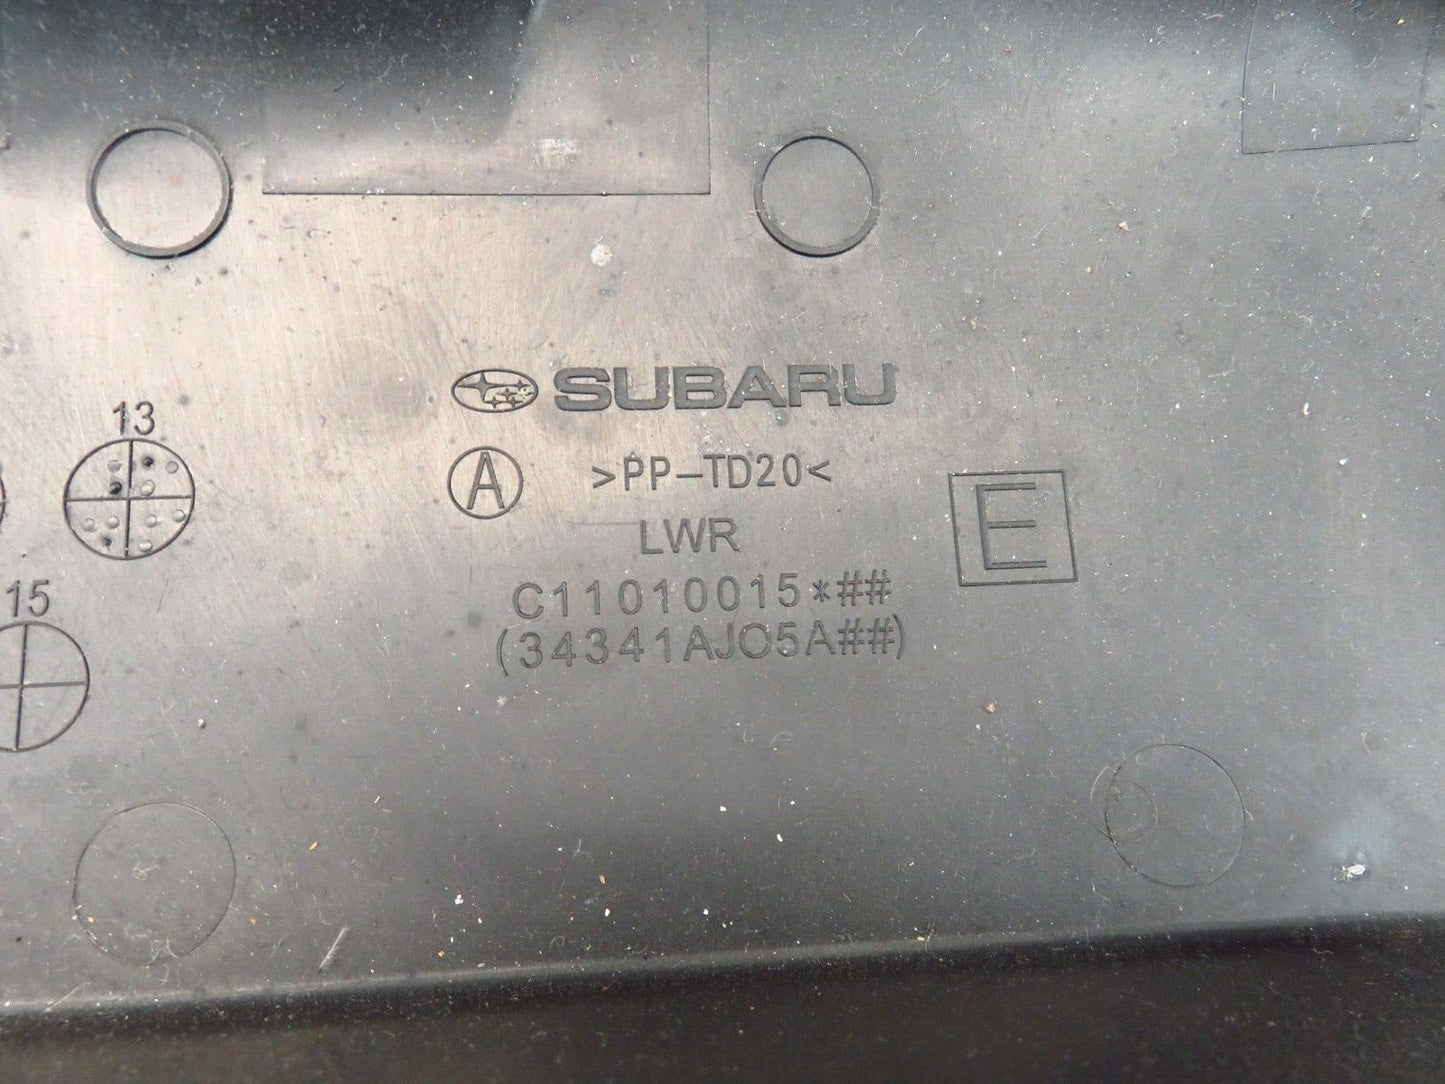 SUBARU
13
A >PP-TD20<
E
LWR
15
C11010015*##
(34341AJ05A##)